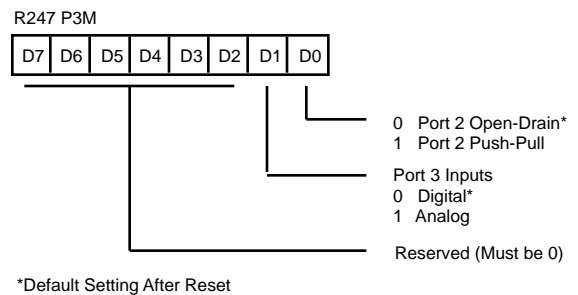 R247 P3M
D7 D6 D5 D4 D3 D2 D1 D0
0 Port 2 Open-Drain*
1 Port 2 Push-Pull
Port 3 Inputs
0 Digital*
1 Analog
Reserved (Must be 0)
*Default Setting After Reset